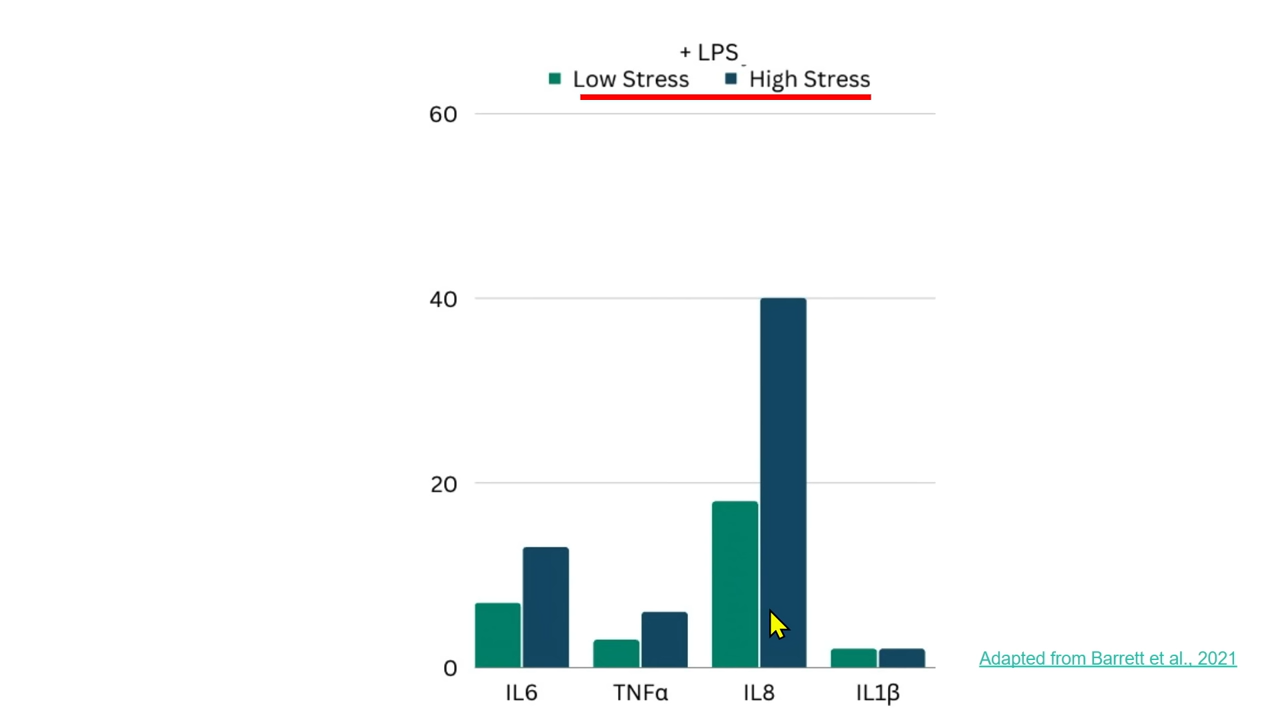 + LPS
Low Stress High Stress
60
40
20
0
IL6 TNFα IL8 IL1β
Adapted from Barrett et al., 2021